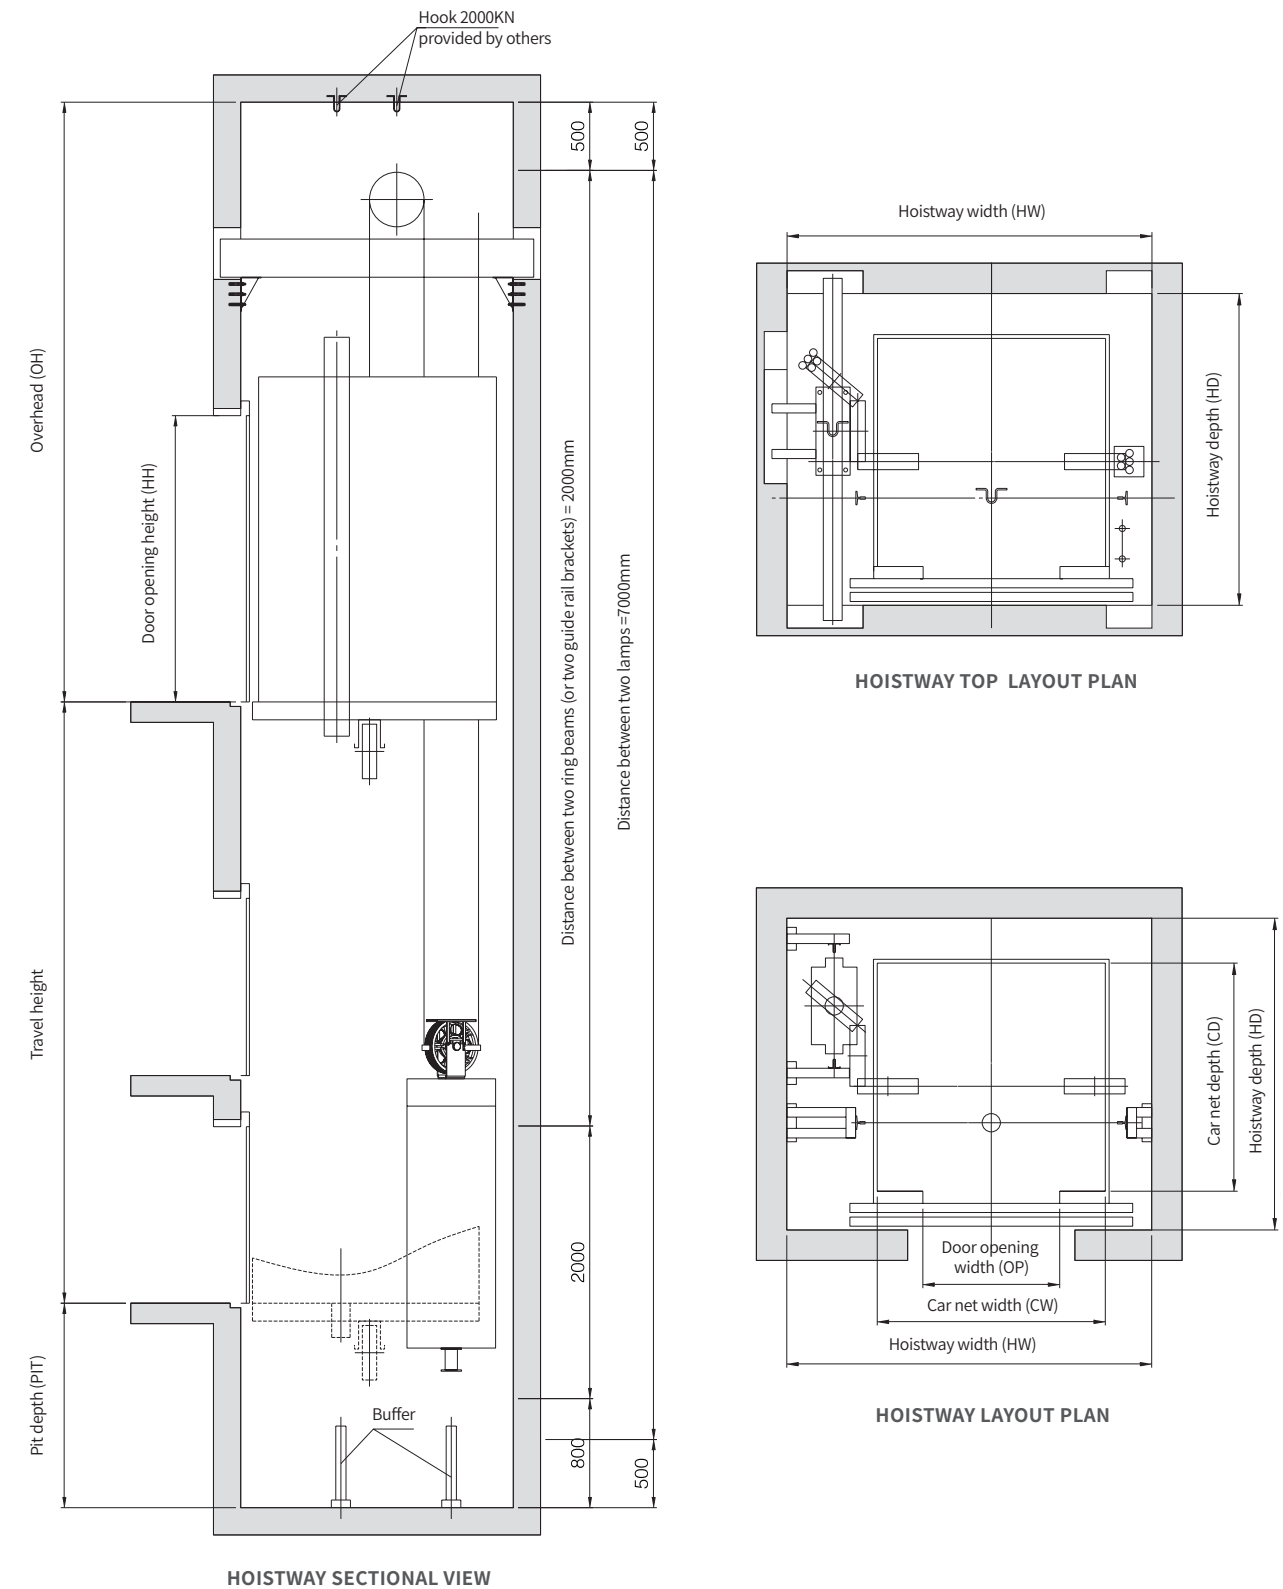 Hook 2000KN
provided by others
500
500
Overhead (OH)
Door opening height (HH)
Distance between two ring beams (or two guide rail brackets) = 2000mm
Distance between two lamps =7000mm
Travel height
2000
Pit depth (PIT)
Buffer
800
500
HOISTWAY SECTIONAL VIEW
Hoistway width (HW)
Hoistway depth (HD)
HOISTWAY TOP LAYOUT PLAN
Car net depth (CD)
Hoistway depth (HD)
Door opening
width (OP)
Car net width (CW)
Hoistway width (HW)
HOISTWAY LAYOUT PLAN